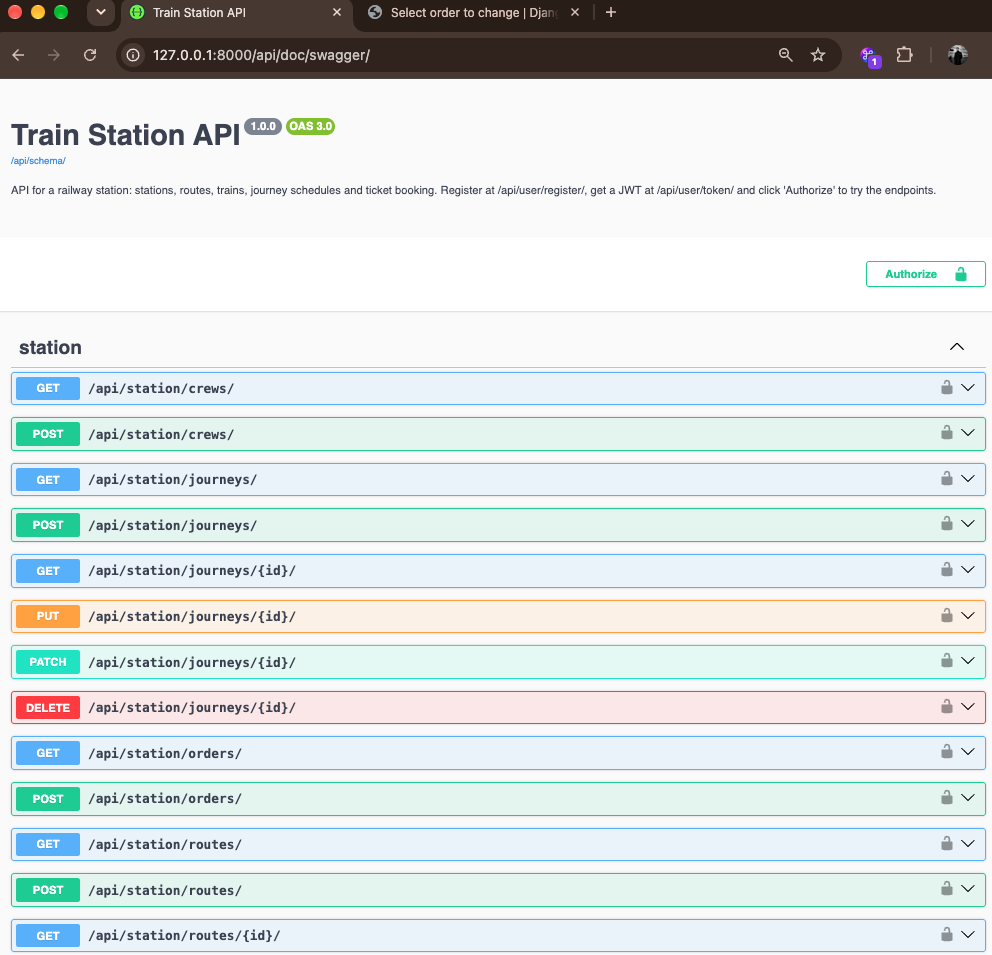 Train Station API
Select order to change | Djan
127.0.0.1:8000/api/doc/swagger/
1
Train Station API 1.0.0 OAS 3.0
/api/schema/
API for a railway station: stations, routes, trains, journey schedules and ticket booking. Register at /api/user/register/, get a JWT at /api/user/token/ and click 'Authorize' to try the endpoints.
Authorize
station
GET /api/station/crews/
POST /api/station/crews/
GET /api/station/journeys/
POST /api/station/journeys/
GET /api/station/journeys/{id}/
PUT /api/station/journeys/{id}/
PATCH /api/station/journeys/{id}/
DELETE /api/station/journeys/{id}/
GET /api/station/orders/
POST /api/station/orders/
GET /api/station/routes/
POST /api/station/routes/
GET /api/station/routes/{id}/